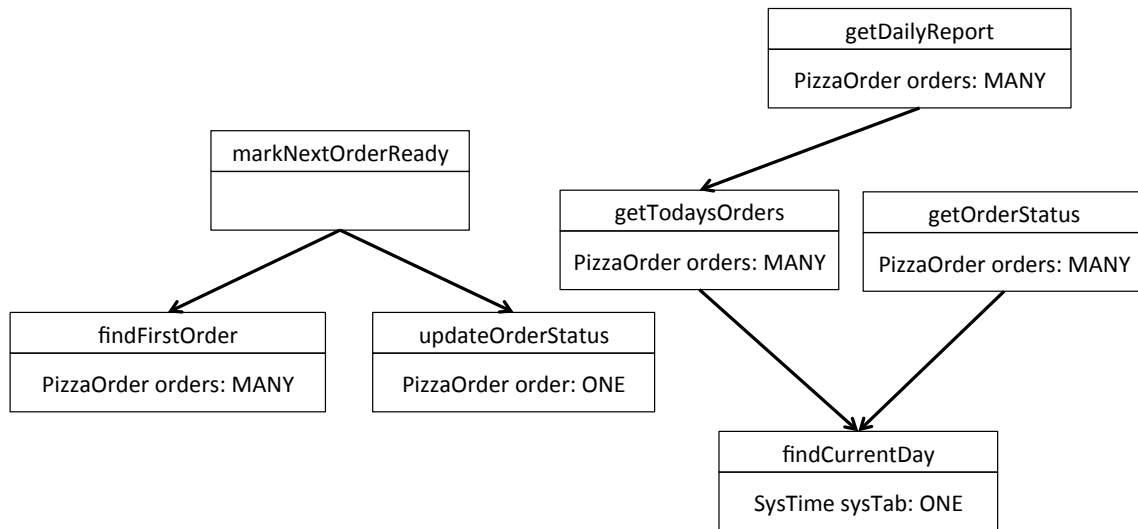 getDailyReport
PizzaOrder orders: MANY
markNextOrderReady
getTodaysOrders
PizzaOrder orders: MANY
getOrderStatus
PizzaOrder orders: MANY
findFirstOrder
PizzaOrder orders: MANY
updateOrderStatus
PizzaOrder order: ONE
findCurrentDay
SysTime sysTab: ONE